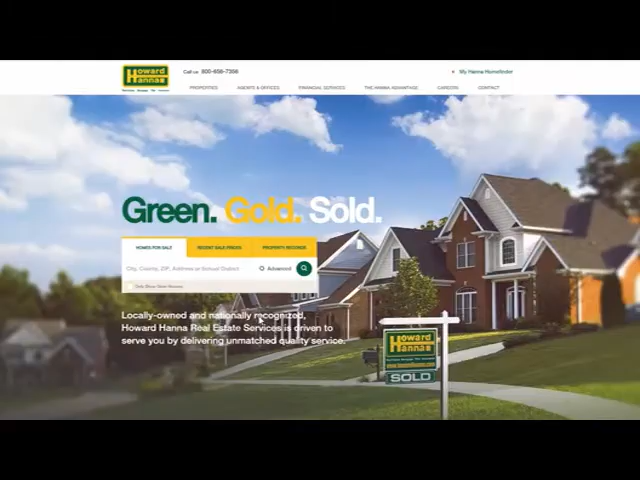 Howard
Hanna
Call us 800-656-7356
My Hanna Homefinder
PROPERTIES
AGENTS & OFFICES
FINANCIAL SERVICES
THE HANNA ADVANTAGE
CAREERS
CONTACT
Green. Gold. Sold.
HOMES FOR SALE
RECENT SALE PRICES
PROPERTY RECORDS
City, County, ZIP, Address or School District
Advanced
Locally-owned and nationally recognized,
Howard Hanna Real Estate Services is driven to
serve you by delivering unmatched quality service.
Howard
Hanna
SOLD